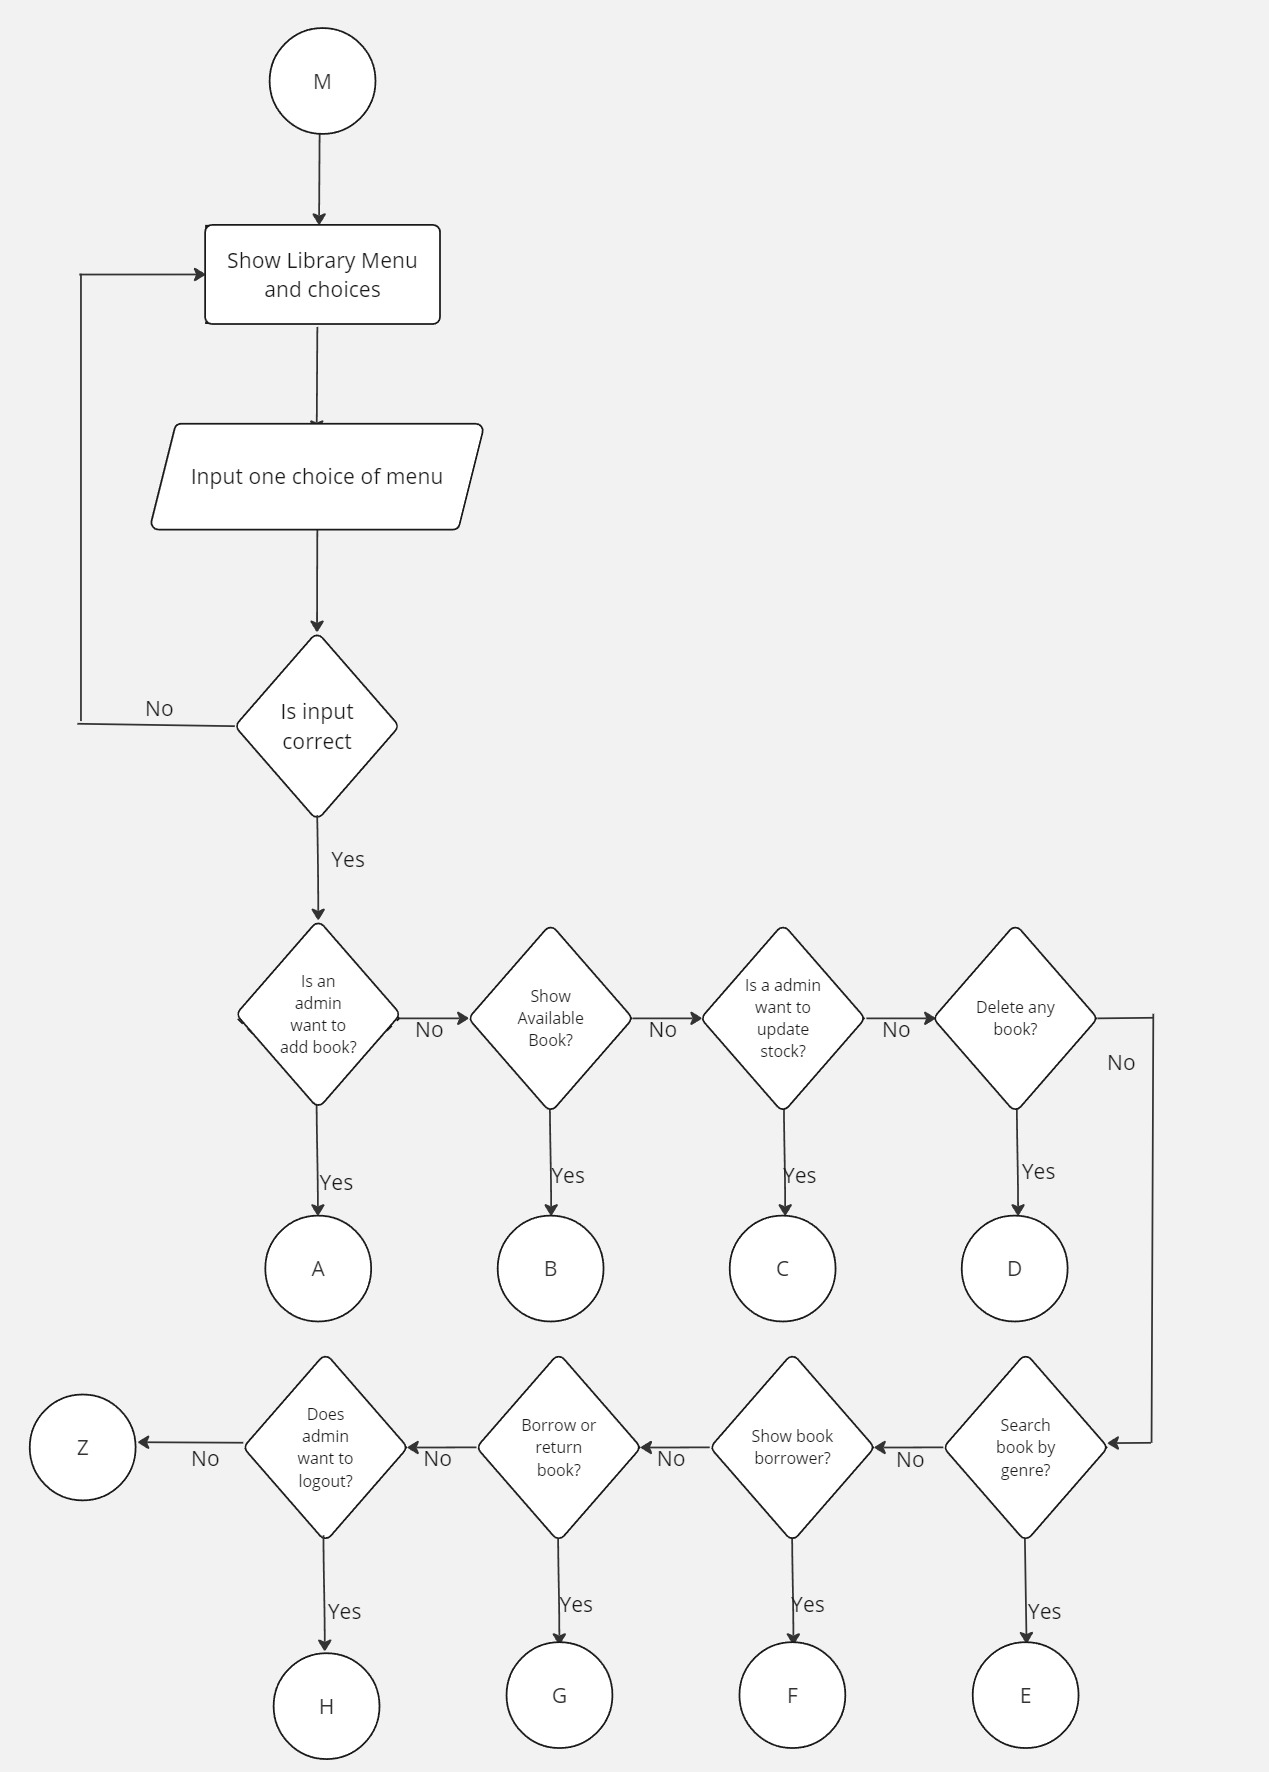 M
Show Library Menu
and choices
Input one choice of menu
No
Is input
correct
Yes
Is an
admin
want to
add book?
No
Show
Available
Book?
No
Is a admin
want to
update
stock?
No
Delete any
book?
No
Yes
Yes
Yes
Yes
A
B
C
D
Z
No
Does
admin
want to
logout?
No
Borrow or
return
book?
No
Show book
borrower?
No
Search
book by
genre?
Yes
Yes
Yes
Yes
H
G
F
E